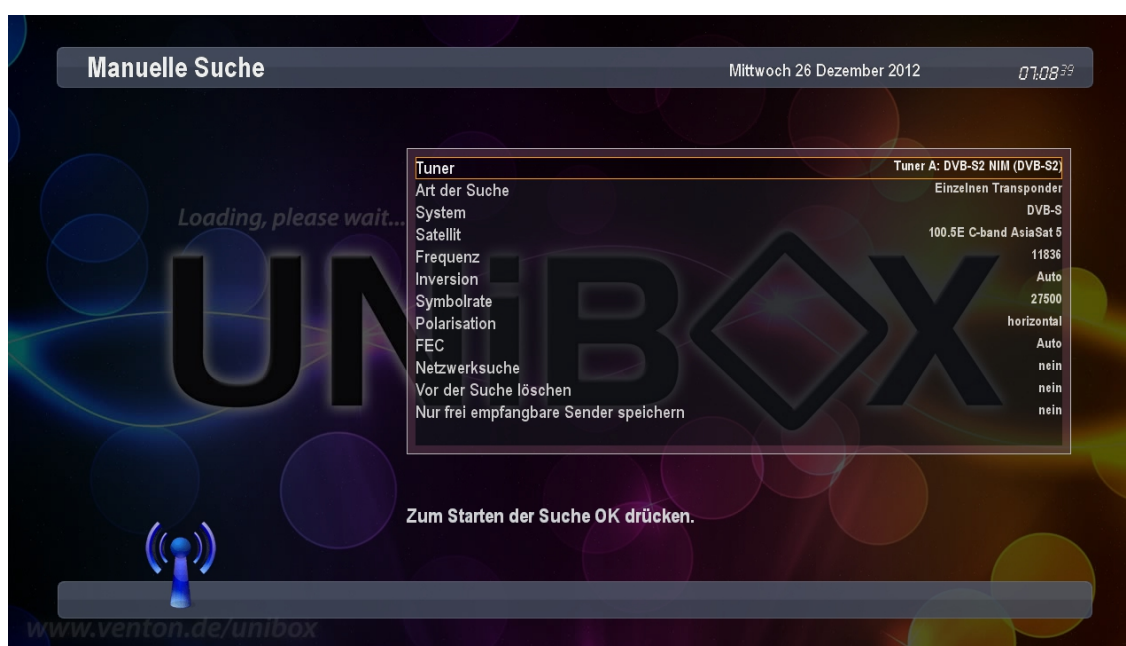 Manuelle Suche Mittwoch 26 Dezember 2012 07:08 39
Tuner Tuner A: DVB-S2 NIM (DVB-S2)
Art der Suche Einzelnen Transponder
System DVB-S
Loading, please wait...
Satellit 100.5E C-band AsiaSat 5
Frequenz 11836
Inversion Auto
Symbolrate 27500
Polarisation horizontal
FEC Auto
Netzwerksuche nein
Vor der Suche löschen nein
Nur frei empfangbare Sender speichern nein
UNiBOX
Zum Starten der Suche OK drücken.
www.venton.de/unibox